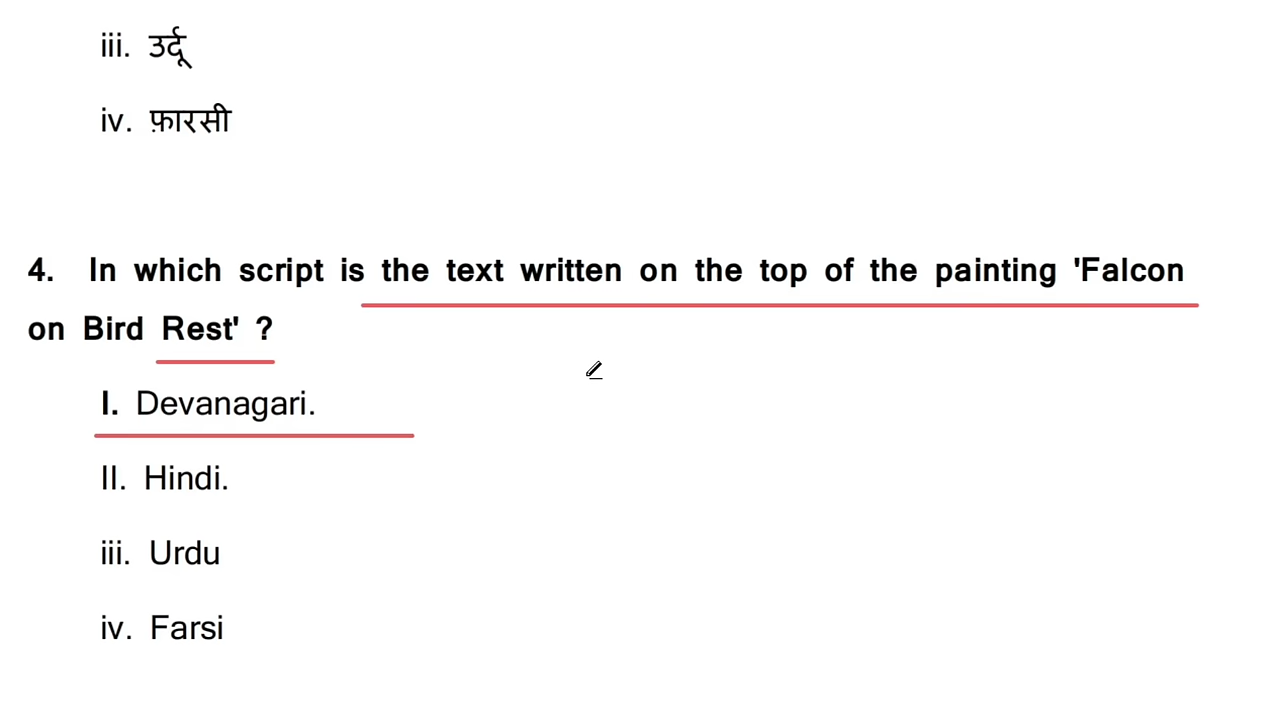 iii. उर्दू
iv. फ़ारसी
4. In which script is the text written on the top of the painting 'Falcon
on Bird Rest' ?
I. Devanagari.
II. Hindi.
iii. Urdu
iv. Farsi